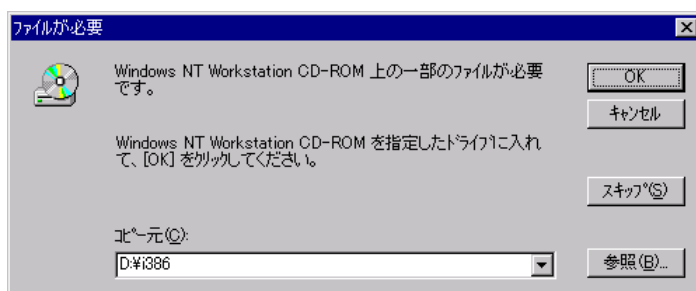 ファイルが必要
Windows NT Workstation CD-ROM 上の一部のファイルが必要
です。
Windows NT Workstation CD-ROM を指定したドライブに入れ
て、[OK] をクリックしてください。
コピー元(C):
D:¥i386
OK
キャンセル
スキップ(S)
参照(B)...